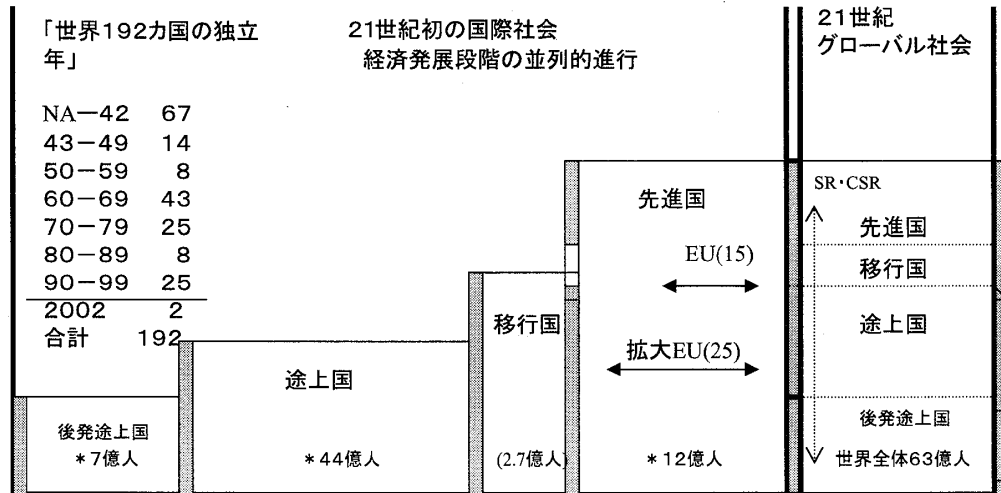 「世界192カ国の独立
年」
NA－42 67
43－49 14
50－59 8
60－69 43
70－79 25
80－89 8
90－99 25
2002 2
合計 192
21世紀初の国際社会
経済発展段階の並列的進行
21世紀
グローバル社会
後発途上国
＊7億人
途上国
＊44億人
移行国
(2.7億人)
先進国
EU(15)
拡大EU(25)
＊12億人
SR・CSR
先進国
移行国
途上国
後発途上国
世界全体63億人